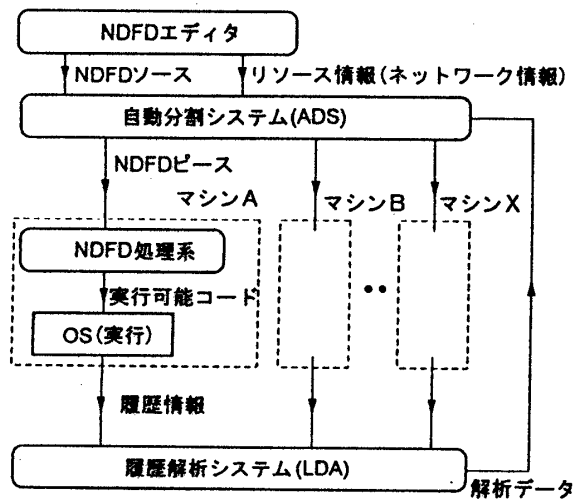 NDFDエディタ
NDFDソース
リソース情報(ネットワーク情報)
自動分割システム(ADS)
NDFDピース
マシンA
マシンB
マシンX
NDFD処理系
実行可能コード
OS(実行)
履歴情報
履歴解析システム(LDA)
解析データ